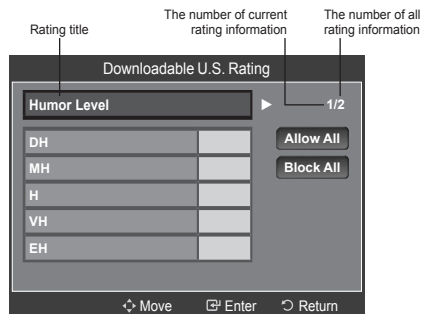 Rating title
The number of current
rating information
The number of all
rating information
Downloadable U.S. Rating
Humor Level
1/2
DH
MH
H
VH
EH
Allow All
Block All
Move
Enter
Return